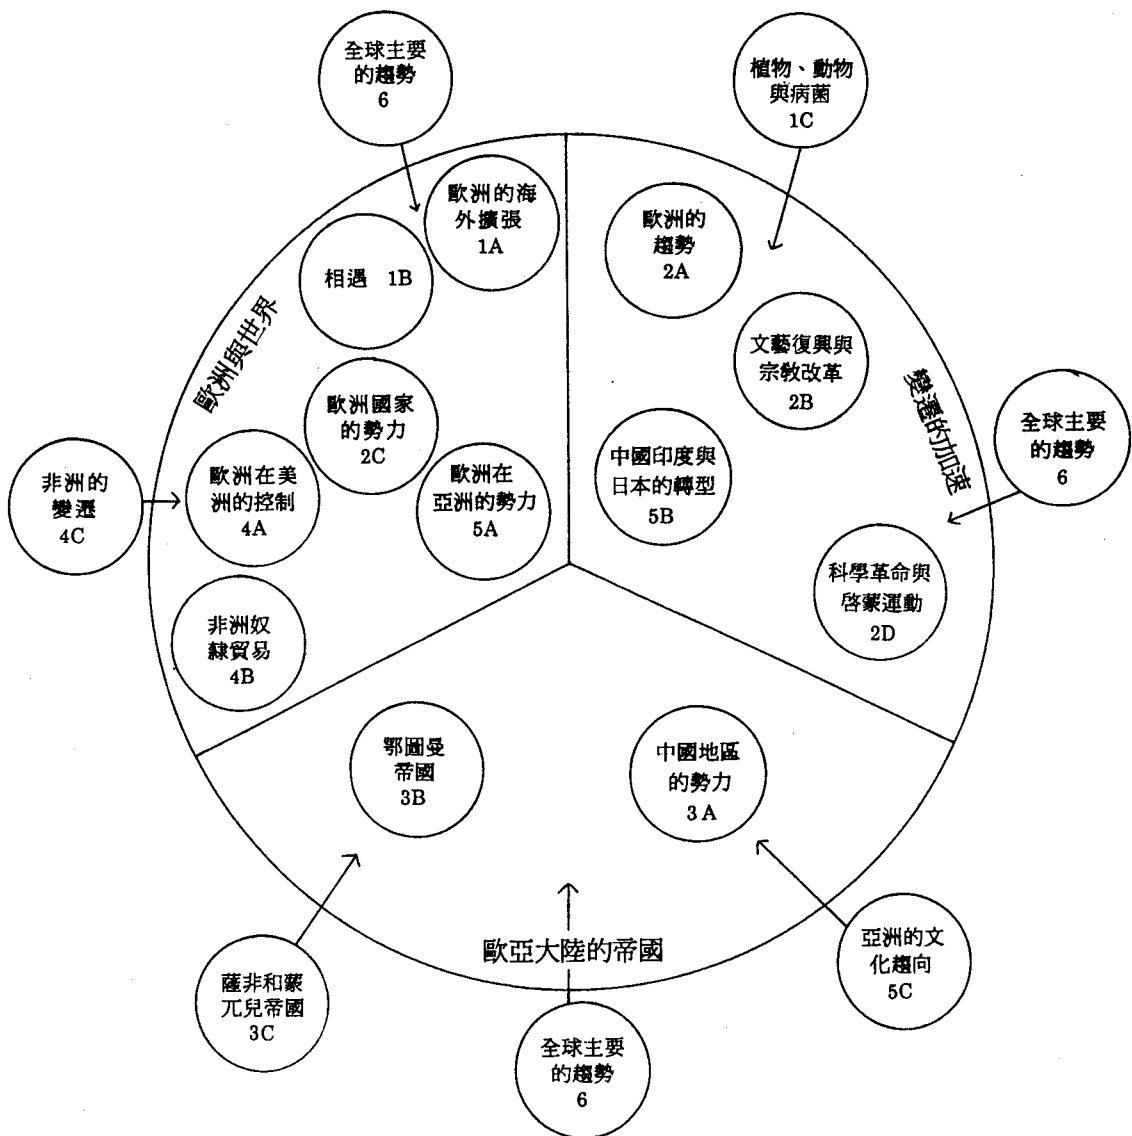 全球主要
的趨勢
6
植物、動物
與病菌
1C
歐洲的海
外擴張
1A
歐洲的
趨勢
2A
相遇 1B
歐洲與世界
文藝復興與
宗教改革
2B
變遷的加速
歐洲國家
的勢力
2C
全球主要
的趨勢
6
非洲的
變遷
4C
歐洲在美
洲的控制
4A
歐洲在
亞洲的勢力
5A
中國印度與
日本的轉型
5B
科學革命與
啓蒙運動
2D
非洲奴
隸貿易
4B
鄂圖曼
帝國
3B
中國地區
的勢力
3A
歐亞大陸的帝國
薩非和蒙
兀兒帝國
3C
亞洲的文
化趨向
5C
全球主要
的趨勢
6